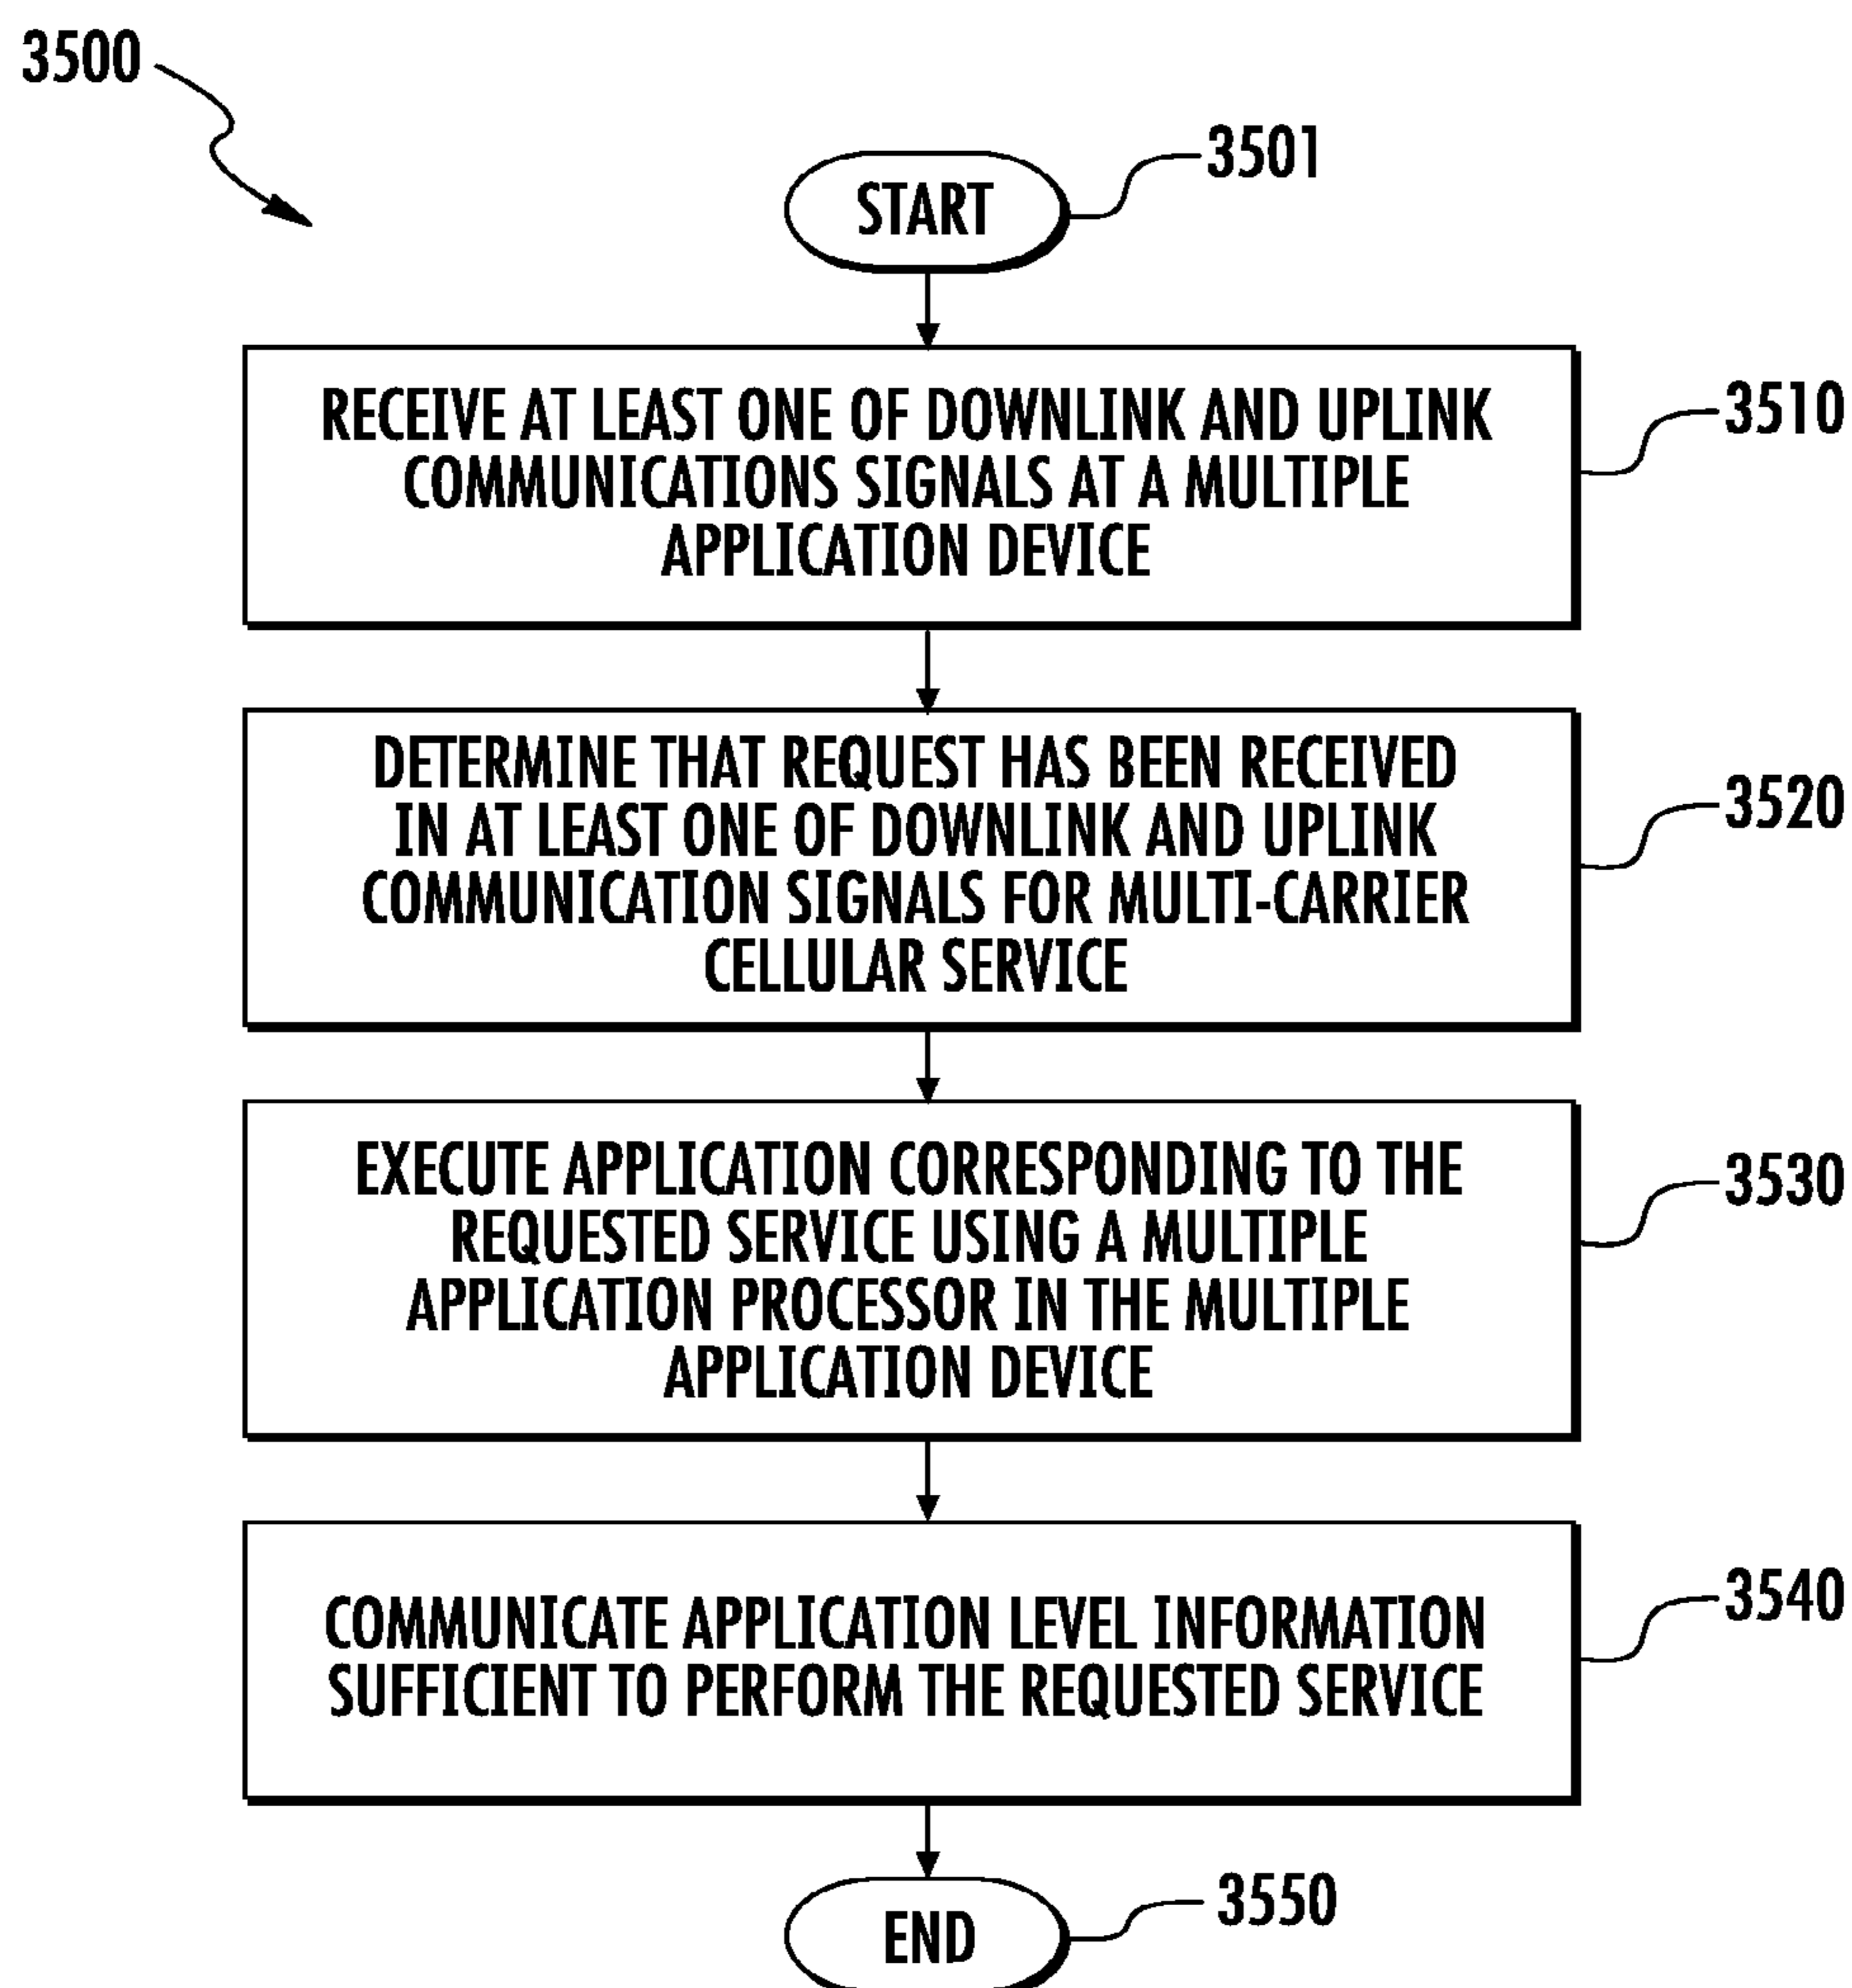 3500
3501
START
RECEIVE AT LEAST ONE OF DOWNLINK AND UPLINK
COMMUNICATIONS SIGNALS AT A MULTIPLE
APPLICATION DEVICE
3510
DETERMINE THAT REQUEST HAS BEEN RECEIVED
IN AT LEAST ONE OF DOWNLINK AND UPLINK
COMMUNICATION SIGNALS FOR MULTI-CARRIER
CELLULAR SERVICE
3520
EXECUTE APPLICATION CORRESPONDING TO THE
REQUESTED SERVICE USING A MULTIPLE
APPLICATION PROCESSOR IN THE MULTIPLE
APPLICATION DEVICE
3530
COMMUNICATE APPLICATION LEVEL INFORMATION
SUFFICIENT TO PERFORM THE REQUESTED SERVICE
3540
END
3550